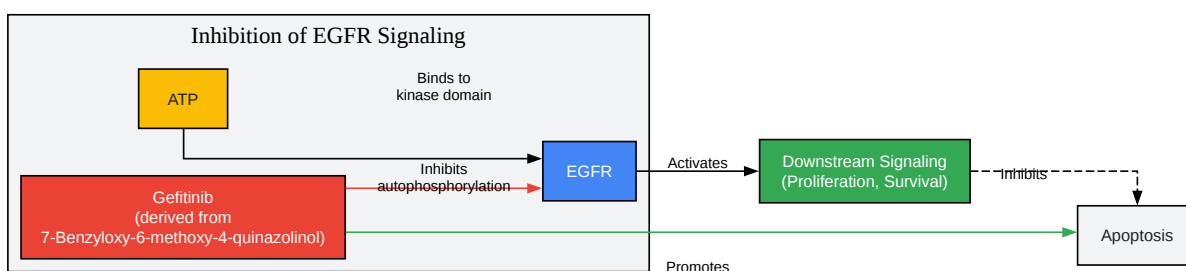 Inhibition of EGFR Signaling
ATP
Binds to
kinase domain
Inhibits
autophosphorylation
EGFR
Activates
Downstream Signaling
(Proliferation, Survival)
Inhibits
Gefitinib
(derived from
7-Benzyloxy-6-methoxy-4-quinazolinol)
Apoptosis
Promotes